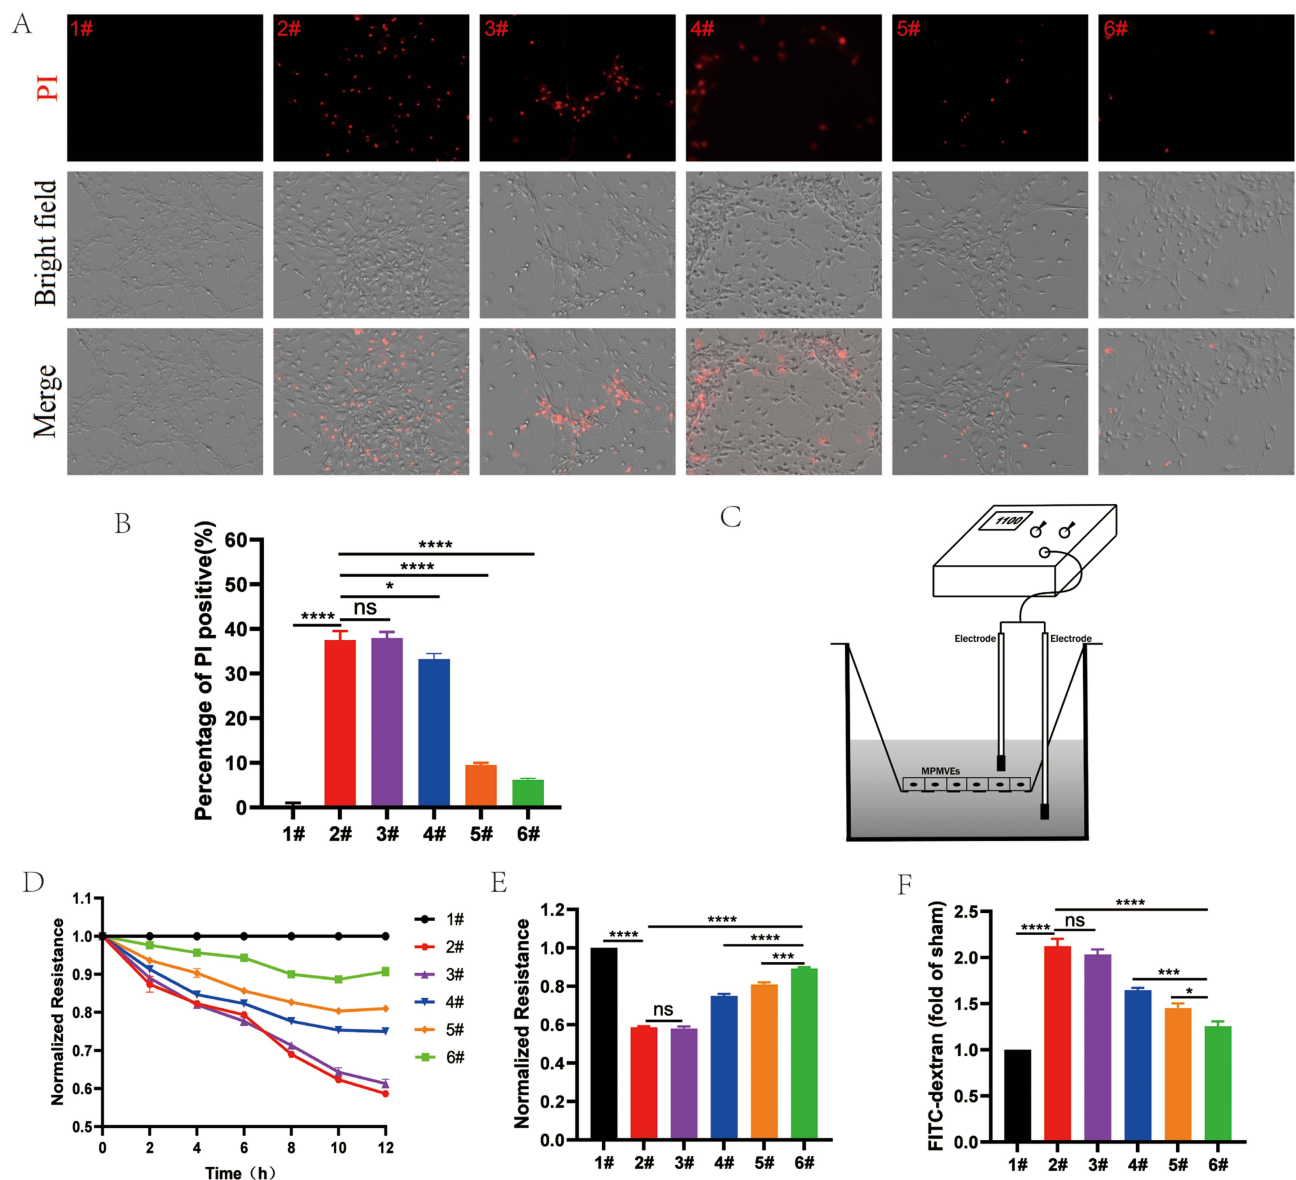 A
1# 2# 3# 4# 5# 6#
PI
Bright field
Merge
B
Percentage of PI positive(%)
60
50
40
30
20
10
0
****
****
*
ns
****
1# 2# 3# 4# 5# 6#
C
1100
Electrode Electrode
MPMVEs
D
Normalized Resistance
1.1
1.0
0.9
0.8
0.7
0.6
0.5
0 2 4 6 8 10 12
Time（h）
1#
2#
3#
4#
5#
6#
E
Normalized Resistance
1.2
1.0
0.8
0.6
0.4
0.2
0.0
****
**** ****
***
ns
1# 2# 3# 4# 5# 6#
F
FITC-dextran (fold of sham)
2.5
2.0
1.5
1.0
0.5
0.0
****
**** ns
***
*
1# 2# 3# 4# 5# 6#